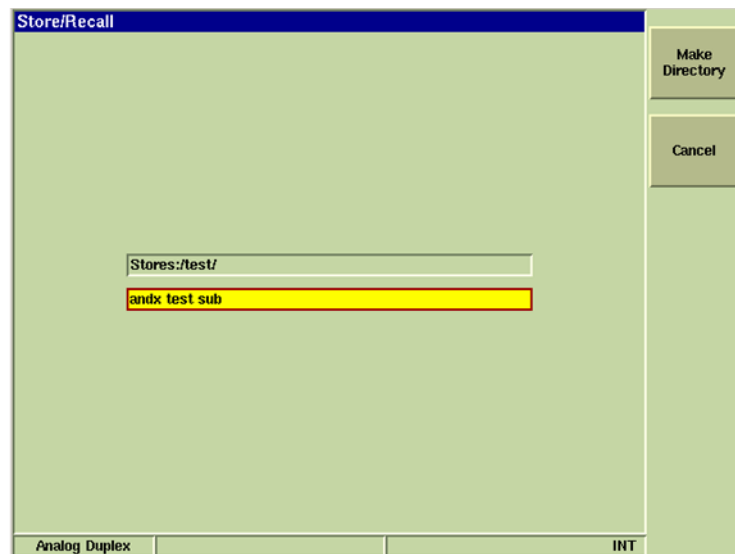 Store/Recall
Make
Directory
Cancel
Stores:/test/
andx test sub
Analog Duplex
INT